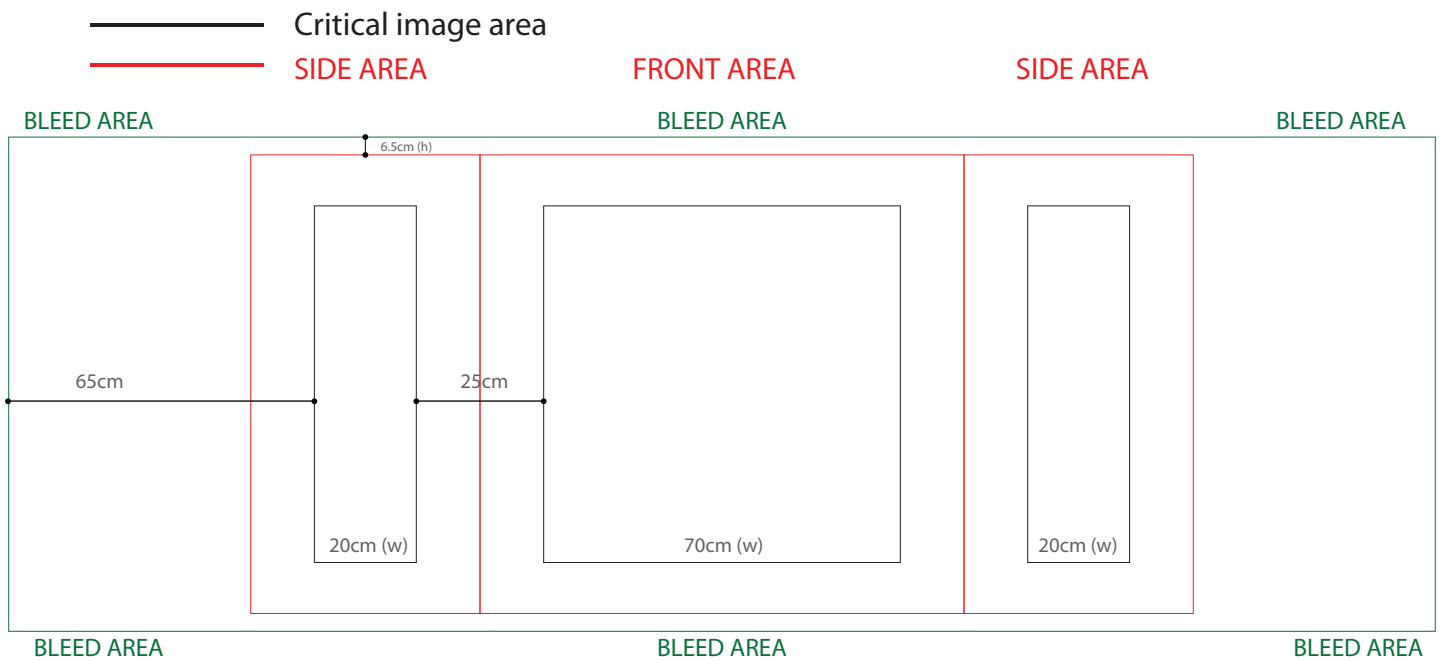 Critical image area
SIDE AREA FRONT AREA SIDE AREA
BLEED AREA BLEED AREA BLEED AREA
6.5cm (h)
65cm 25cm
20cm (w) 70cm (w) 20cm (w)
BLEED AREA BLEED AREA BLEED AREA